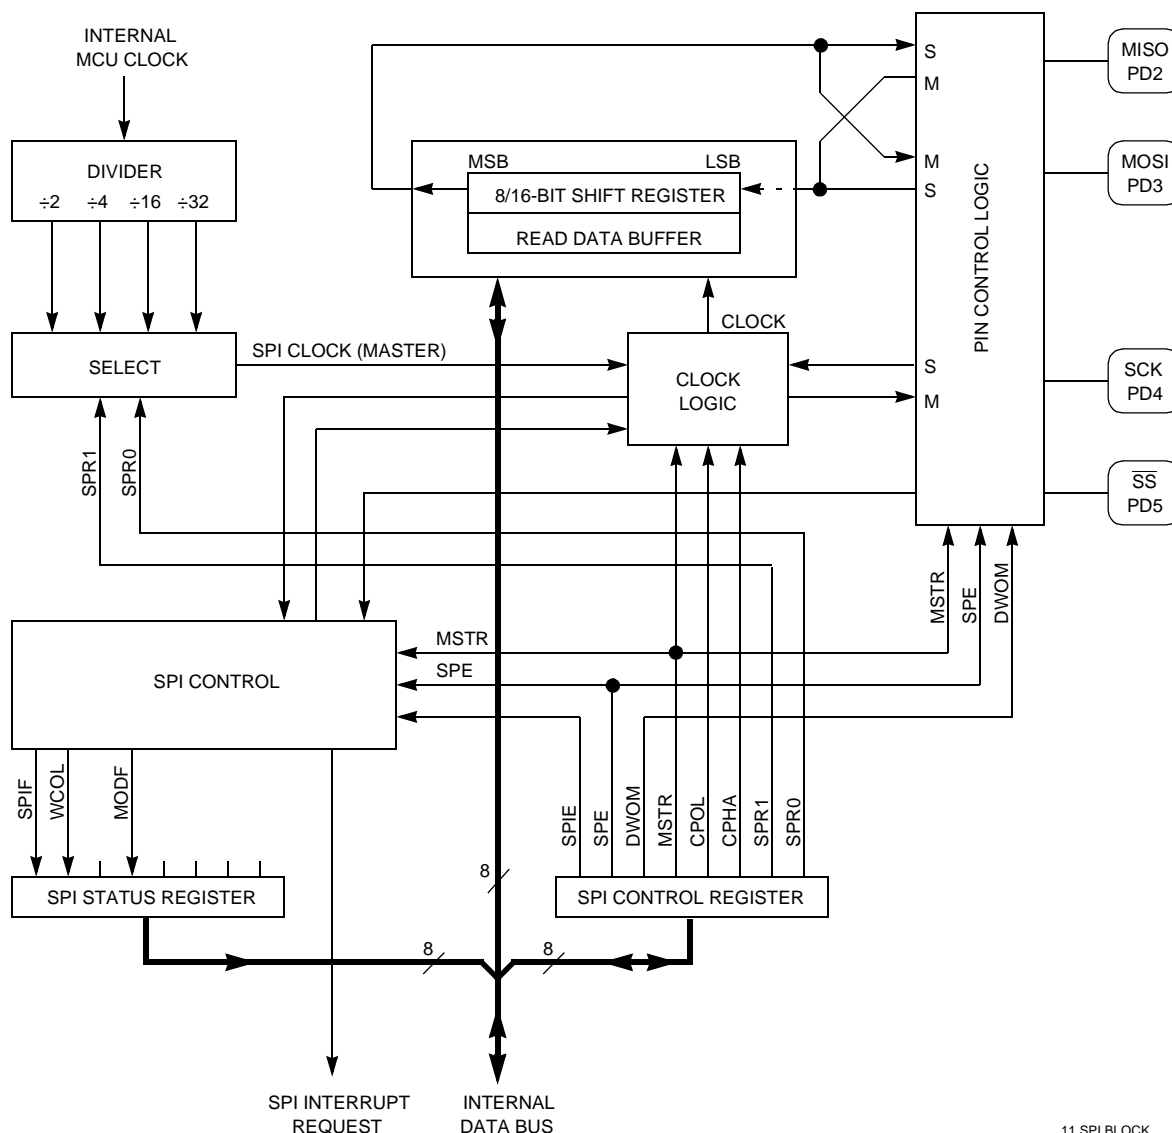 INTERNAL
MCU CLOCK
DIVIDER
÷2 ÷4 ÷16 ÷32
SELECT
SPI CLOCK (MASTER)
SPR1
SPR0
MSB LSB
8/16-BIT SHIFT REGISTER
READ DATA BUFFER
CLOCK
CLOCK
LOGIC
S
M
M
S
S
M
PIN CONTROL LOGIC
MISO
PD2
MOSI
PD3
SCK
PD4
SS
PD5
MSTR
SPE
DWOM
MSTR
SPE
SPI CONTROL
SPIF
WCOL
MODF
SPIE
SPE
DWOM
MSTR
CPOL
CPHA
SPR1
SPR0
SPI STATUS REGISTER
8
SPI CONTROL REGISTER
8
8
SPI INTERRUPT
REQUEST
INTERNAL
DATA BUS
11 SPI BLOCK